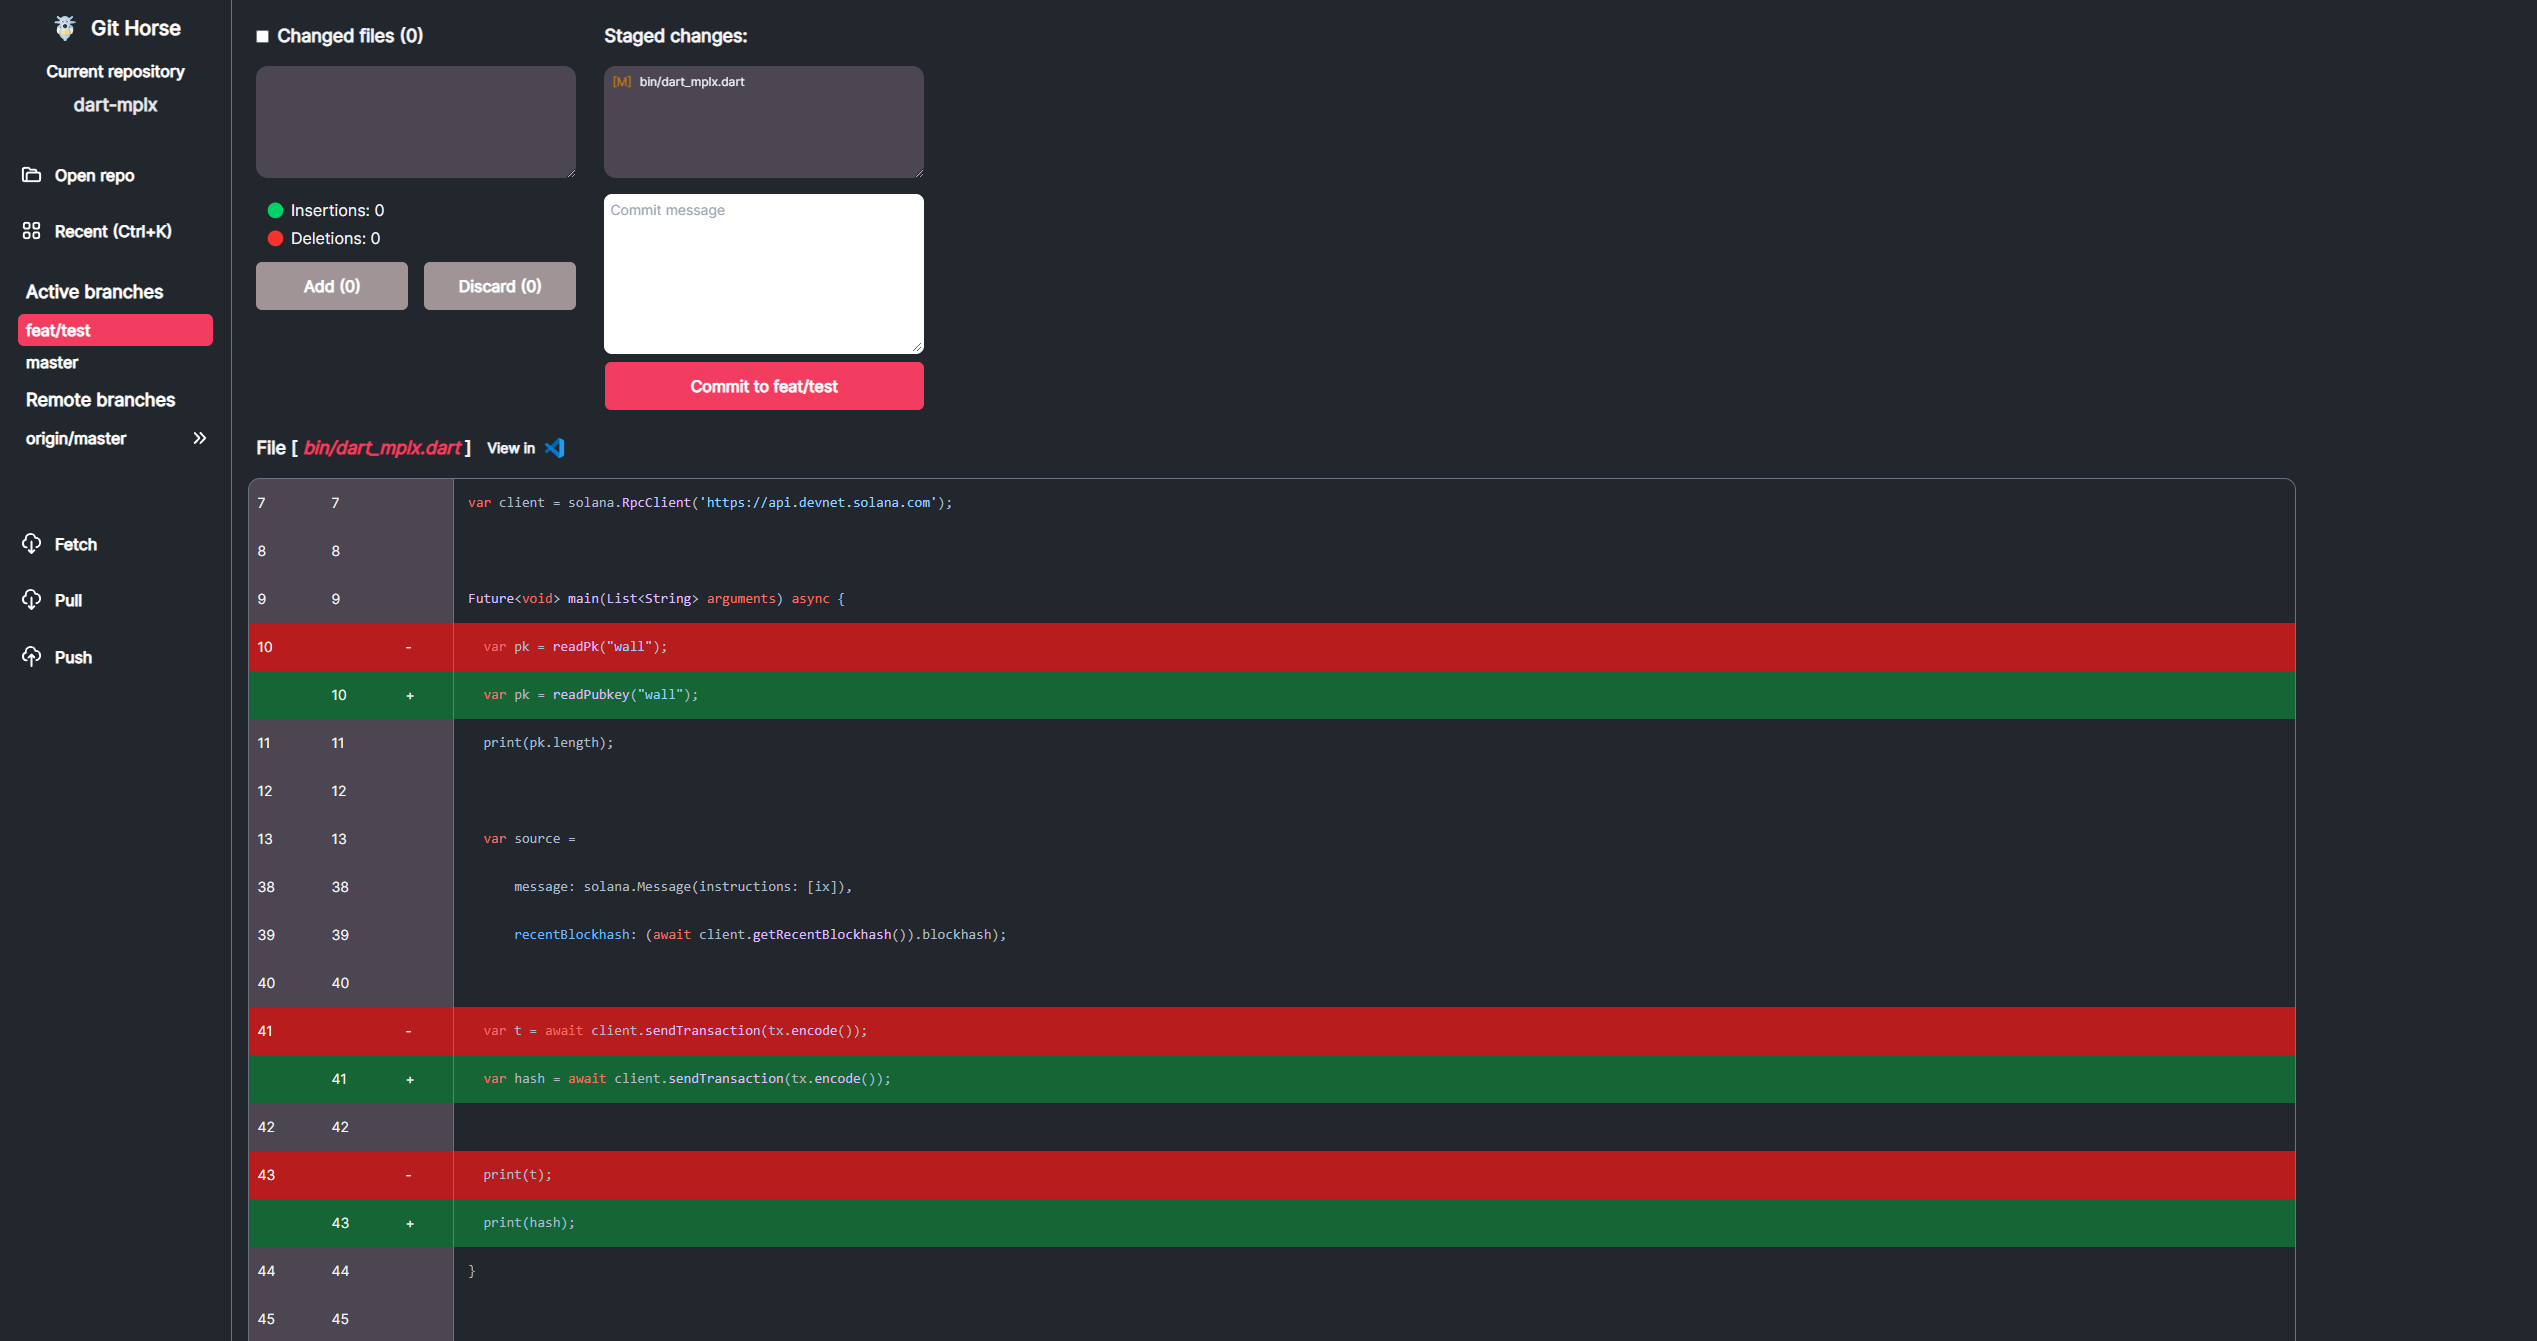 Git Horse
Current repository
dart-mplx
Open repo
Recent (Ctrl+K)
Active branches
feat/test
master
Remote branches
origin/master
Fetch
Pull
Push
Changed files (0)
Insertions: 0
Deletions: 0
Add (0)
Discard (0)
Staged changes:
[M] bin/dart_mplx.dart
Commit message
Commit to feat/test
File [ bin/dart_mplx.dart ] View in
7 7 var client = solana.RpcClient('https://api.devnet.solana.com');
8 8
9 9 Future<void> main(List<String> arguments) async {
10 - var pk = readPk("wall");
10 + var pk = readPubkey("wall");
11 11 print(pk.length);
12 12
13 13 var source =
38 38 message: solana.Message(instructions: [ix]),
39 39 recentBlockhash: (await client.getRecentBlockhash()).blockhash);
40 40
41 - var t = await client.sendTransaction(tx.encode());
41 + var hash = await client.sendTransaction(tx.encode());
42 42
43 - print(t);
43 + print(hash);
44 44 }
45 45